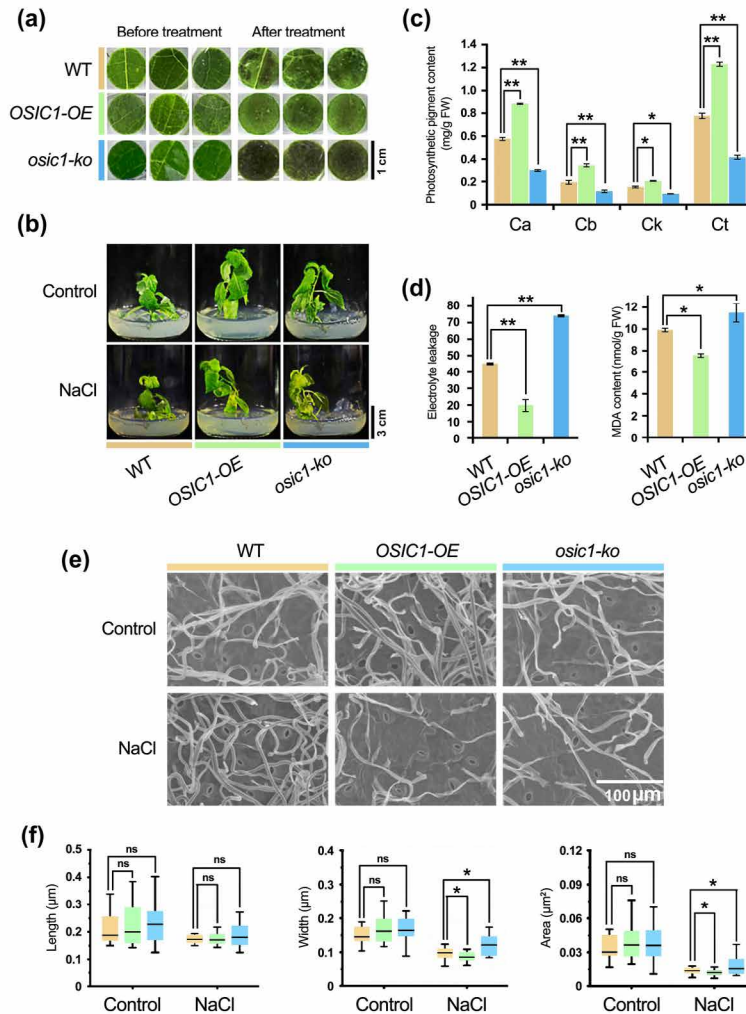 (a)
Before treatment After treatment
WT
OSIC1-OE
osic1-ko
1 cm
(b)
Control
NaCl
3 cm
WT
OSIC1-OE
osic1-ko
(c)
Photosynthetic pigment content
(mg/g FW)
1.6
1.4
1.2
1.0
0.8
0.6
0.4
0.2
0
**
**
**
**
*
*
**
**
Ca Cb Ck Ct
(d)
Electrolyte leakage
80
70
60
50
40
30
20
10
0
**
**
WT
OSIC1-OE
osic1-ko
MDA content (nmol/g FW)
12
10
8
6
4
2
0
*
*
WT
OSIC1-OE
osic1-ko
(e)
WT OSIC1-OE osic1-ko
Control
NaCl
100μm
(f)
Length (μm)
0.5
0.4
0.3
0.2
0.1
0
ns
ns
ns
ns
Control NaCl
Width (μm)
0.4
0.3
0.2
0.1
0
ns
ns
*
*
Control NaCl
Area (μm²)
0.12
0.09
0.06
0.03
0
ns
ns
*
*
Control NaCl